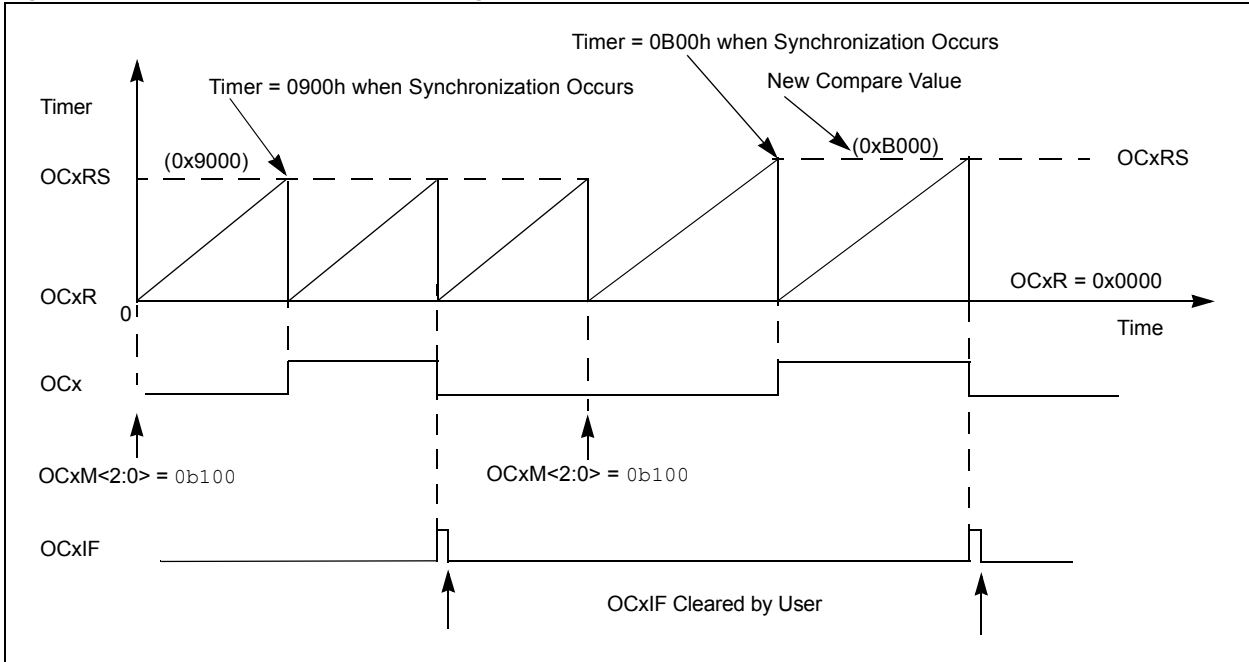 Timer = 0B00h when Synchronization Occurs
Timer = 0900h when Synchronization Occurs
New Compare Value
Timer
(0x9000)
(0xB000)
OCxRS
OCxRS
OCxR
OCxR = 0x0000
0
Time
OCx
OCxM<2:0> = 0b100
OCxM<2:0> = 0b100
OCxIF
OCxIF Cleared by User